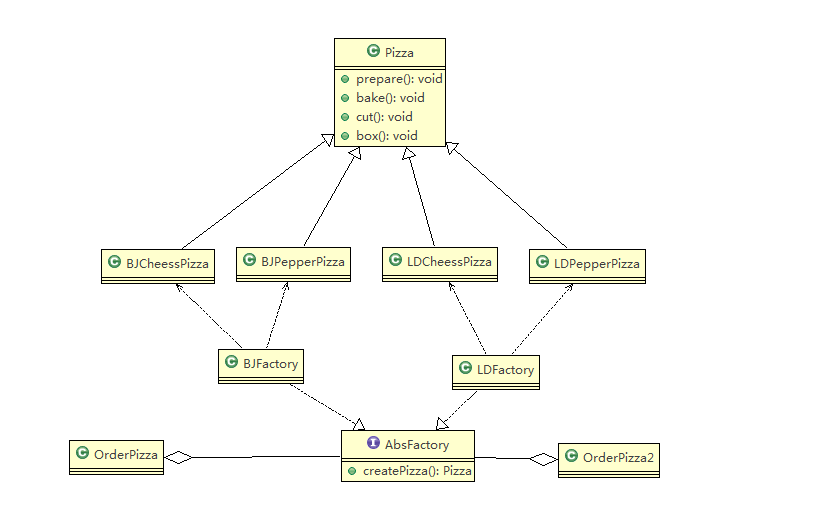 C Pizza
prepare(): void
bake(): void
cut(): void
box(): void
C BJCheessPizza
C BJPepperPizza
C LDCheessPizza
C LDPepperPizza
C BJFactory
C LDFactory
I AbsFactory
createPizza(): Pizza
C OrderPizza
C OrderPizza2